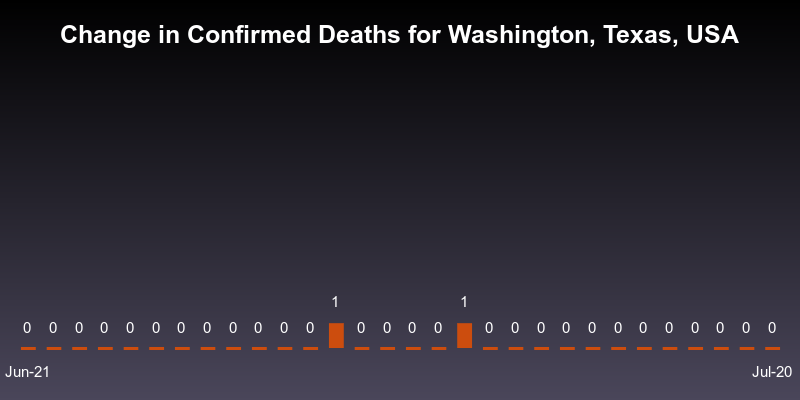 Change in Confirmed Deaths for Washington, Texas, USA
1 1
0 0 0 0 0 0 0 0 0 0 0 0 0 0 0 0 0 0 0 0 0 0 0 0 0 0 0 0
Jun-21 Jul-20